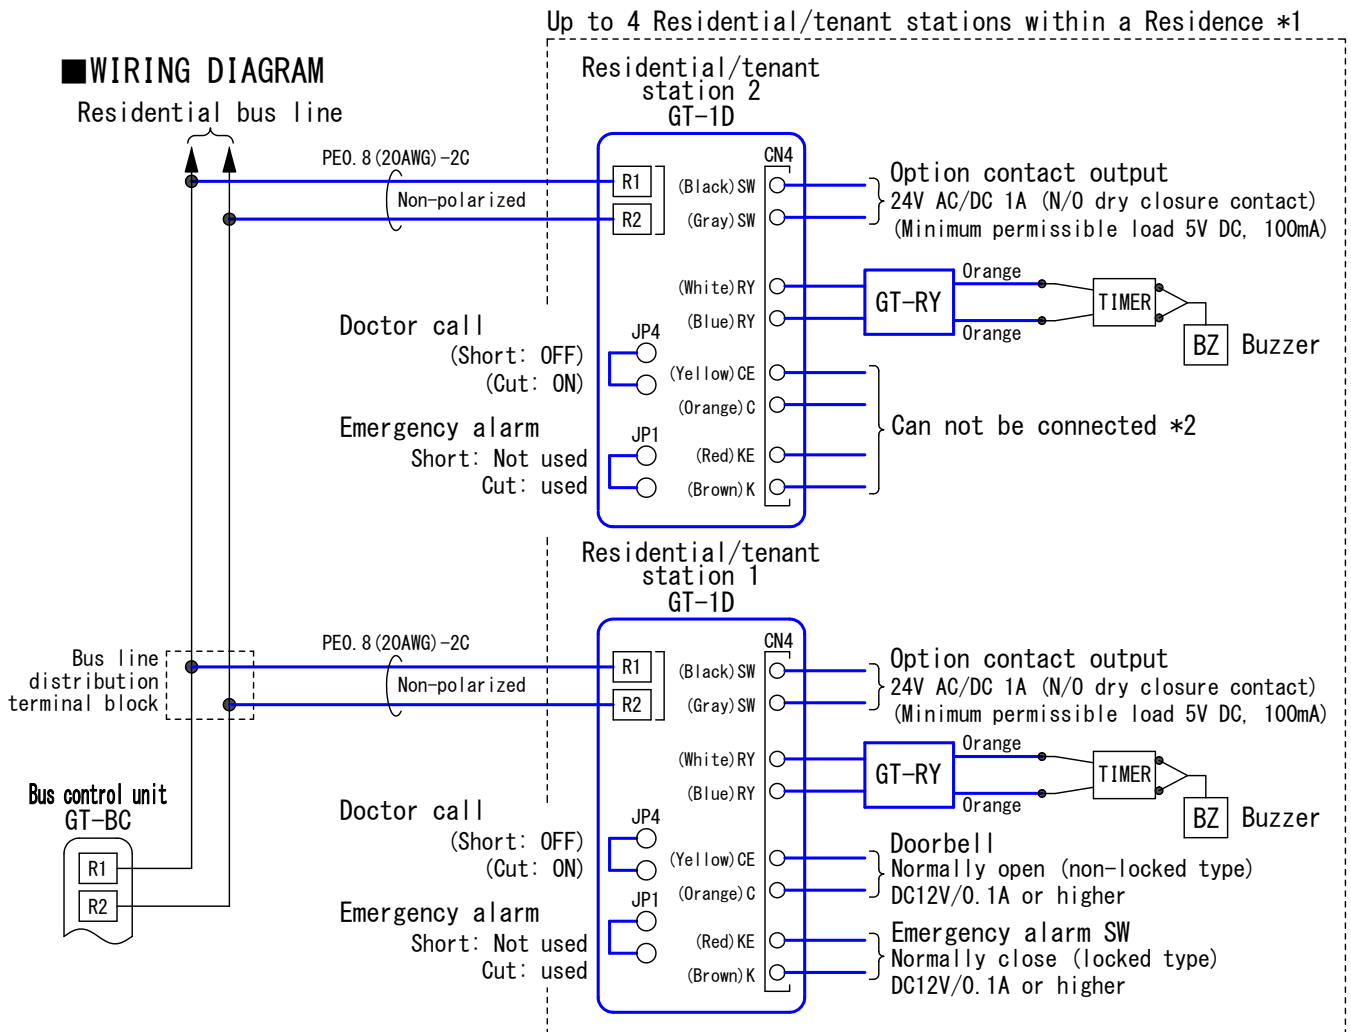 Up to 4 Residential/tenant stations within a Residence *1
■WIRING DIAGRAM
Residential bus line
Residential/tenant
station 2
GT-1D
PE0.8(20AWG)-2C
Non-polarized
R1
R2
CN4
(Black)SW
(Gray)SW
(White)RY
(Blue)RY
(Yellow)CE
(Orange)C
(Red)KE
(Brown)K
Option contact output
24V AC/DC 1A (N/O dry closure contact)
(Minimum permissible load 5V DC, 100mA)
GT-RY
Orange
Orange
TIMER
BZ
Buzzer
Doctor call
(Short: OFF)
(Cut: ON)
JP4
Emergency alarm
Short: Not used
Cut: used
JP1
Can not be connected *2
Residential/tenant
station 1
GT-1D
PE0.8(20AWG)-2C
Non-polarized
Bus line
distribution
terminal block
R1
R2
CN4
(Black)SW
(Gray)SW
(White)RY
(Blue)RY
(Yellow)CE
(Orange)C
(Red)KE
(Brown)K
Option contact output
24V AC/DC 1A (N/O dry closure contact)
(Minimum permissible load 5V DC, 100mA)
GT-RY
Orange
Orange
TIMER
BZ
Buzzer
Bus control unit
GT-BC
R1
R2
Doctor call
(Short: OFF)
(Cut: ON)
JP4
Emergency alarm
Short: Not used
Cut: used
JP1
Doorbell
Normally open (non-locked type)
DC12V/0.1A or higher
Emergency alarm SW
Normally close (locked type)
DC12V/0.1A or higher